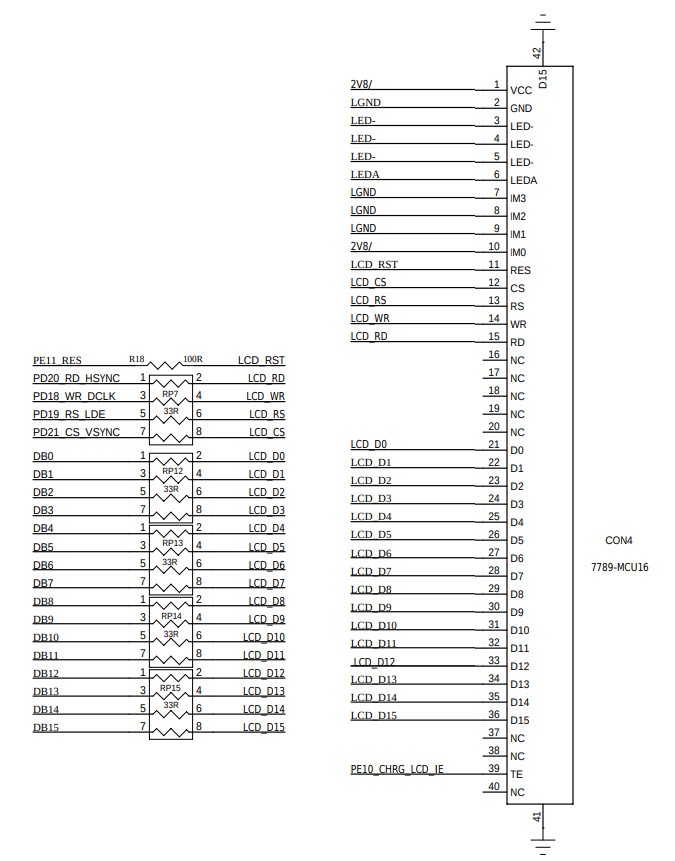 42
D15
2V8/ 1 VCC
LGND 2 GND
LED- 3 LED-
LED- 4 LED-
LED- 5 LED-
LEDA 6 LEDA
LGND 7 IM3
LGND 8 IM2
LGND 9 IM1
2V8/ 10 IM0
LCD_RST 11 RES
LCD_CS 12 CS
LCD_RS 13 RS
LCD_WR 14 WR
LCD_RD 15 RD
16 NC
17 NC
18 NC
19 NC
20 NC
LCD_D0 21 D0
LCD_D1 22 D1
LCD_D2 23 D2
LCD_D3 24 D3
LCD_D4 25 D4
LCD_D5 26 D5
LCD_D6 27 D6
LCD_D7 28 D7
LCD_D8 29 D8
LCD_D9 30 D9
LCD_D10 31 D10
LCD_D11 32 D11
LCD_D12 33 D12
LCD_D13 34 D13
LCD_D14 35 D14
LCD_D15 36 D15
37 NC
38 NC
PE10_CHRG_LCD_IE 39 TE
40 NC
41
CON4
7789-MCU16
PE11_RES R18 100R LCD_RST
PD20_RD_HSYNC 1 2 LCD_RD
RP7
PD18_WR_DCLK 3 4 LCD_WR
33R
PD19_RS_LDE 5 6 LCD_RS
PD21_CS_VSYNC 7 8 LCD_CS
DB0 1 2 LCD_D0
RP12
DB1 3 4 LCD_D1
33R
DB2 5 6 LCD_D2
DB3 7 8 LCD_D3
DB4 1 2 LCD_D4
RP13
DB5 3 4 LCD_D5
33R
DB6 5 6 LCD_D6
DB7 7 8 LCD_D7
DB8 1 2 LCD_D8
RP14
DB9 3 4 LCD_D9
33R
DB10 5 6 LCD_D10
DB11 7 8 LCD_D11
DB12 1 2 LCD_D12
RP15
DB13 3 4 LCD_D13
33R
DB14 5 6 LCD_D14
DB15 7 8 LCD_D15